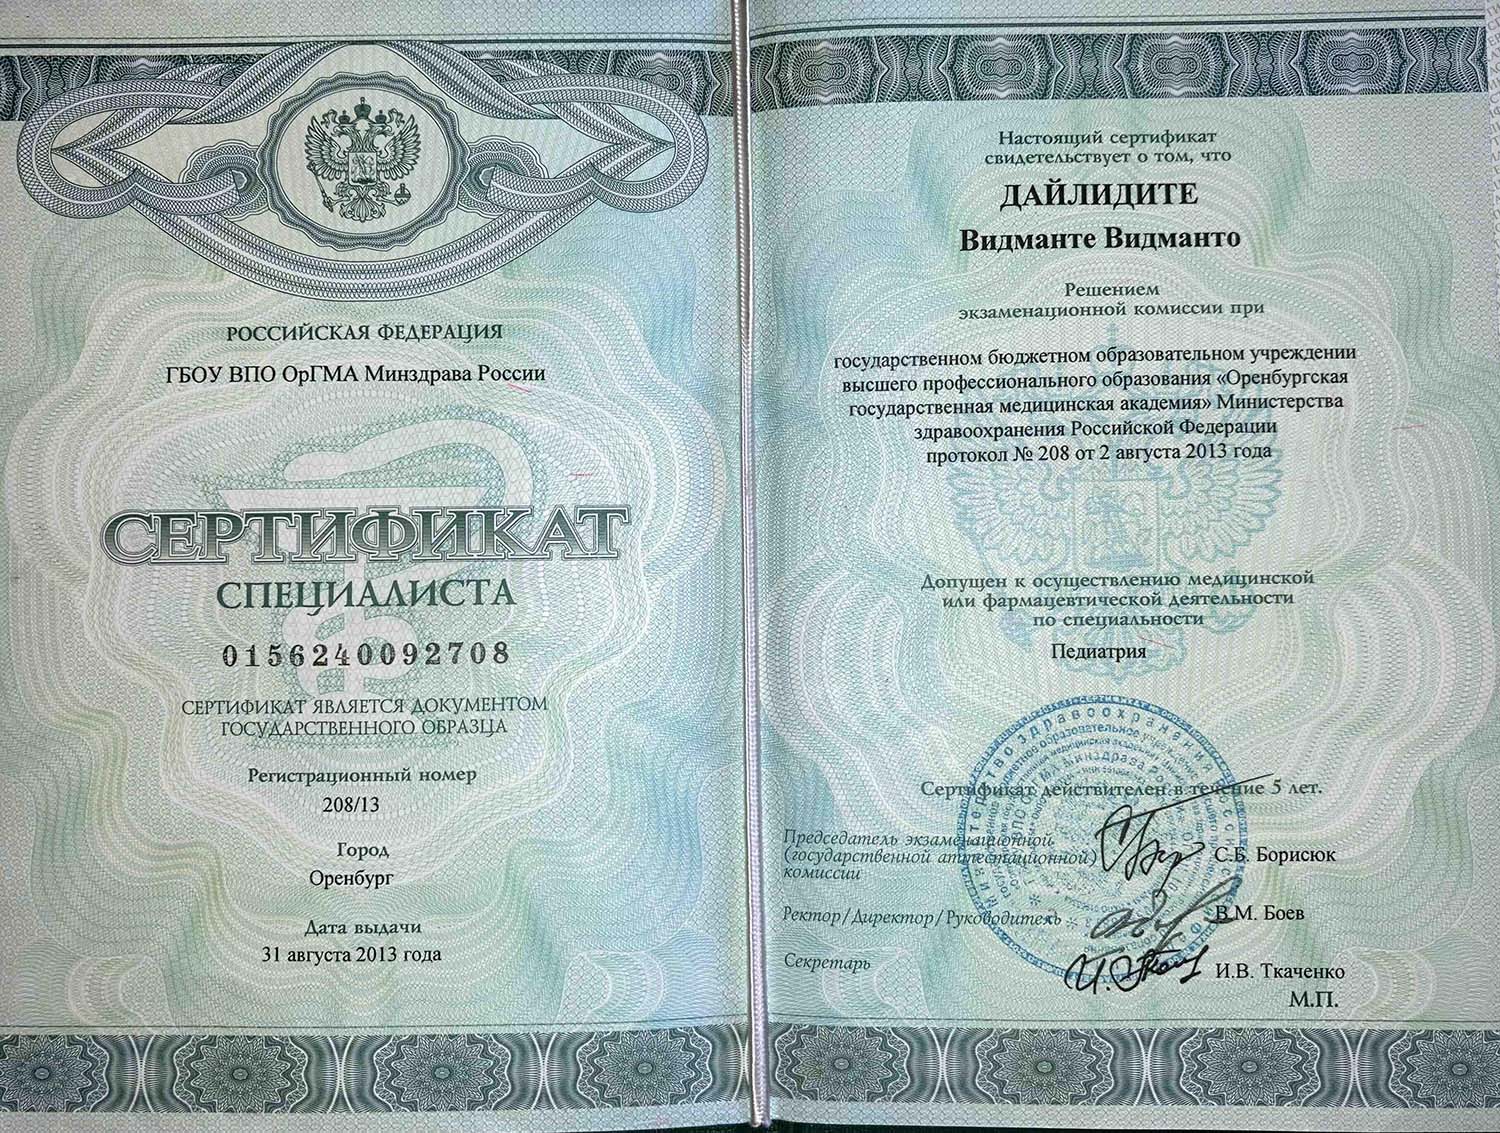 РОССИЙСКАЯ ФЕДЕРАЦИЯ
ГБОУ ВПО ОрГМА Минздрава России
СЕРТИФИКАТ
СПЕЦИАЛИСТА
0156240092708
СЕРТИФИКАТ ЯВЛЯЕТСЯ ДОКУМЕНТОМ
ГОСУДАРСТВЕННОГО ОБРАЗЦА
Регистрационный номер
208/13
Город
Оренбург
Дата выдачи
31 августа 2013 года
Настоящий сертификат
свидетельствует о том, что
ДАЙЛИДИТЕ
Видманте Видманто
Решением
экзаменационной комиссии при
государственном бюджетном образовательном учреждении
высшего профессионального образования «Оренбургская
государственная медицинская академия» Министерства
здравоохранения Российской Федерации
протокол № 208 от 2 августа 2013 года
Допущен к осуществлению медицинской
или фармацевтической деятельности
по специальности
Педиатрия
Сертификат действителен в течение 5 лет.
Председатель экзаменационной
(государственной аттестационной)
комиссии
С.Б. Борисюк
Ректор/Директор/Руководитель
В.М. Боев
Секретарь
И.В. Ткаченко
М.П.